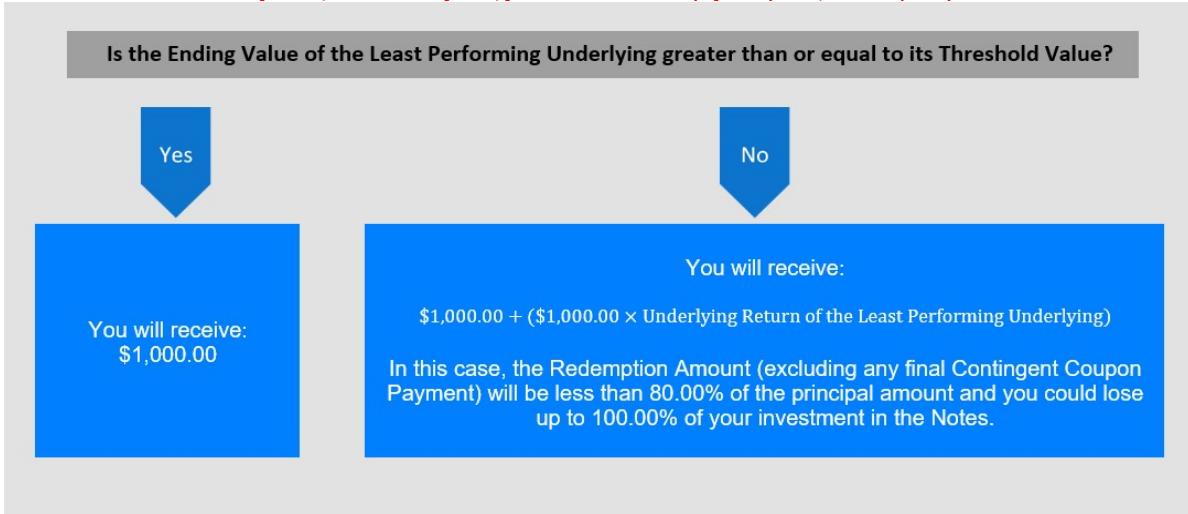 Is the Ending Value of the Least Performing Underlying greater than or equal to its Threshold Value?
Yes
No
You will receive:
$1,000.00
You will receive:
$1,000.00 + ($1,000.00 × Underlying Return of the Least Performing Underlying)
In this case, the Redemption Amount (excluding any final Contingent Coupon
Payment) will be less than 80.00% of the principal amount and you could lose
up to 100.00% of your investment in the Notes.